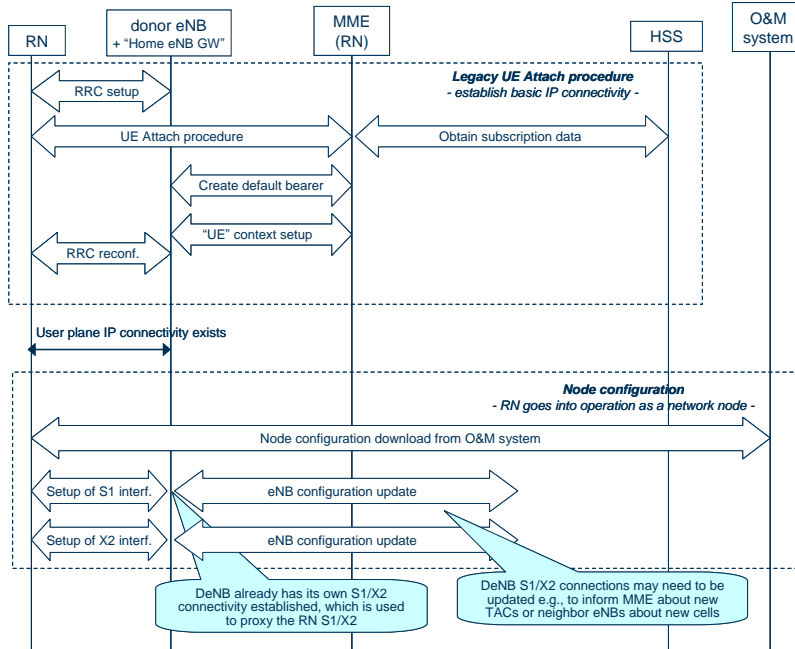 RN
donor eNB
+ “Home eNB GW”
MME
(RN)
HSS
O&M
system
Legacy UE Attach procedure
- establish basic IP connectivity -
RRC setup
UE Attach procedure
Obtain subscription data
Create default bearer
“UE” context setup
RRC reconf.
User plane IP connectivity exists
Node configuration
- RN goes into operation as a network node -
Node configuration download from O&M system
Setup of S1 interf.
eNB configuration update
Setup of X2 interf.
eNB configuration update
DeNB already has its own S1/X2
connectivity established, which is used
to proxy the RN S1/X2
DeNB S1/X2 connections may need to be
updated e.g., to inform MME about new
TACs or neighbor eNBs about new cells